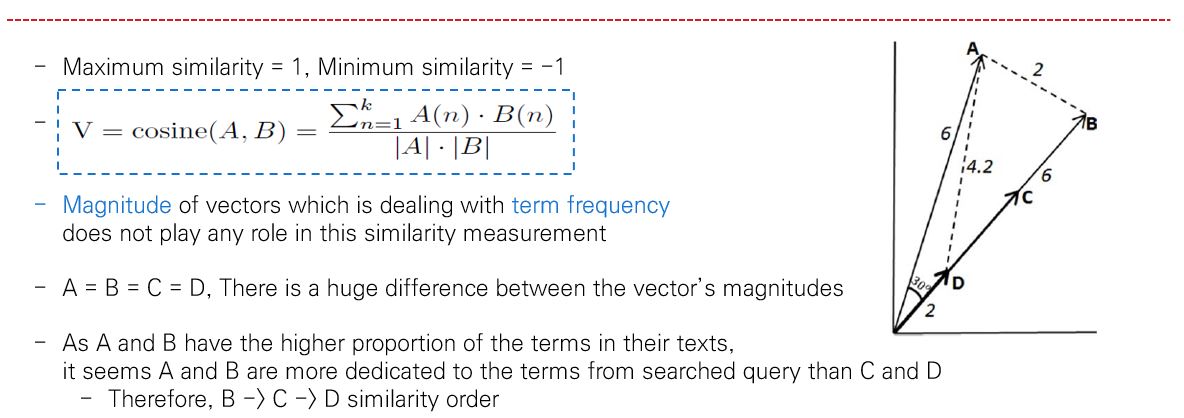 - Maximum similarity = 1, Minimum similarity = -1
- V = cosine(A, B) = \frac{\sum_{n=1}^{k} A(n) \cdot B(n)}{|A| \cdot |B|}
- Magnitude of vectors which is dealing with term frequency
does not play any role in this similarity measurement
- A = B = C = D, There is a huge difference between the vector's magnitudes
- As A and B have the higher proportion of the terms in their texts,
it seems A and B are more dedicated to the terms from searched query than C and D
- Therefore, B -> C -> D similarity order
A
2
B
6
4.2
6
C
30°
D
2